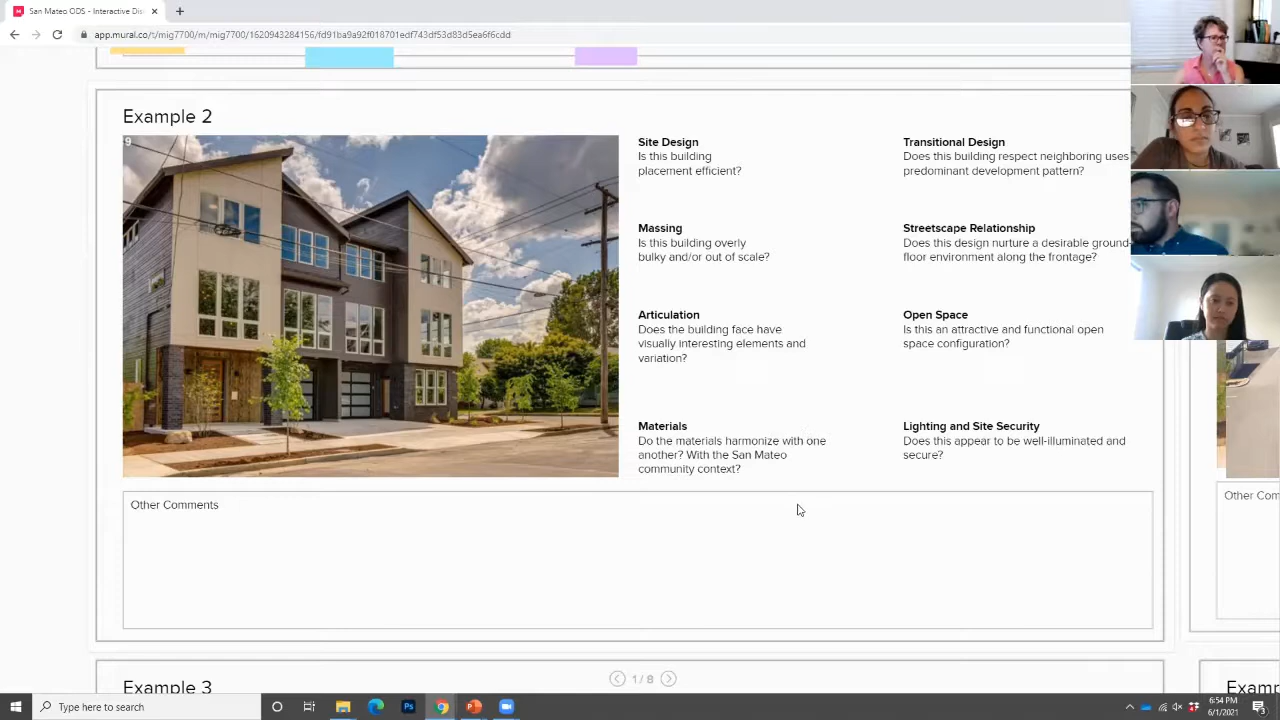 San Mateo ODS - Interactive Dis
app.mural.co/t/mig7700/m/mig7700/1620943284156/
Example 2
9
Site Design
Is this building
placement efficient?
Transitional Design
Does this building respect neighboring uses
predominant development pattern?
Massing
Is this building overly
bulky and/or out of scale?
Streetscape Relationship
Does this design nurture a desirable ground-
floor environment along the frontage?
Articulation
Does the building face have
visually interesting elements and
variation?
Open Space
Is this an attractive and functional open
space configuration?
Materials
Do the materials harmonize with one
another? With the San Mateo
community context?
Lighting and Site Security
Does this appear to be well-illuminated and
secure?
Other Comments
Other Com
1 / 8
Example 3
Examp
Type here to search
Ps
6:54 PM
6/1/2021
3